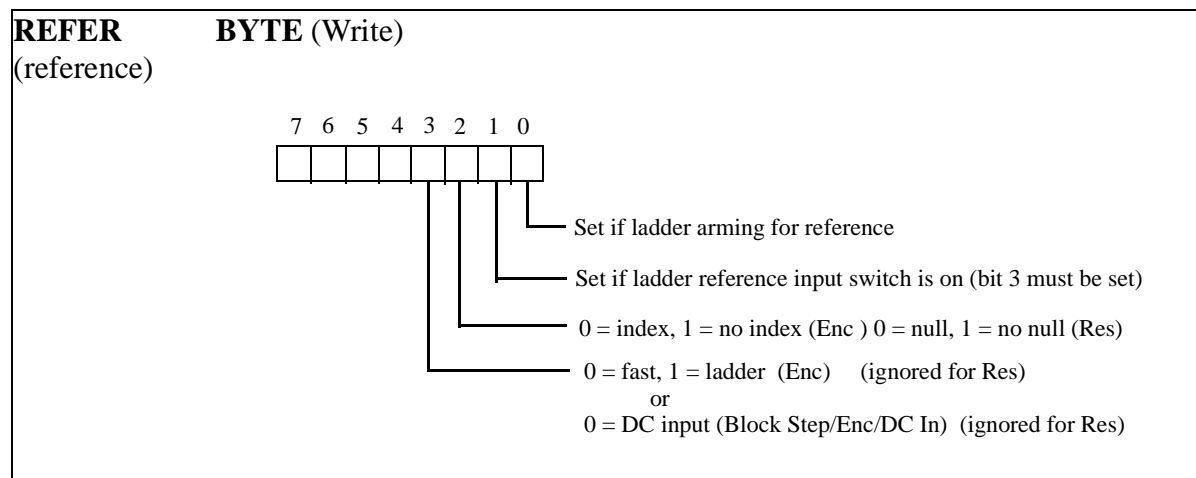 REFER BYTE (Write)
(reference)
7 6 5 4 3 2 1 0
Set if ladder arming for reference
Set if ladder reference input switch is on (bit 3 must be set)
0 = index, 1 = no index (Enc ) 0 = null, 1 = no null (Res)
0 = fast, 1 = ladder (Enc) (ignored for Res)
or
0 = DC input (Block Step/Enc/DC In) (ignored for Res)